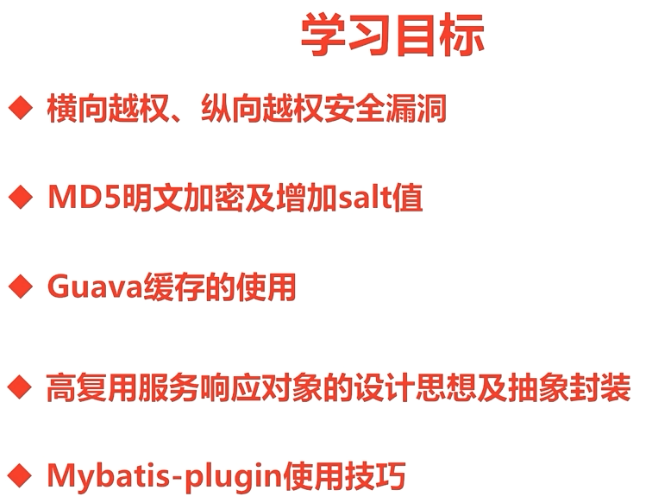 学习目标
横向越权、纵向越权安全漏洞
MD5明文加密及增加salt值
Guava缓存的使用
高复用服务响应对象的设计思想及抽象封装
Mybatis-plugin使用技巧